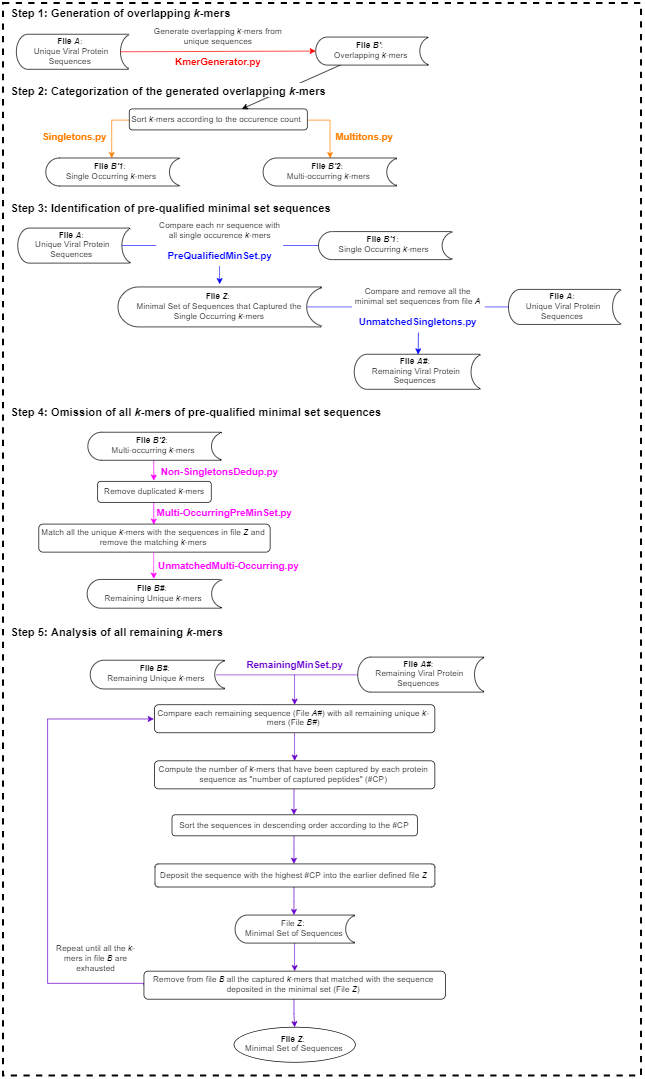 Step 1: Generation of overlapping k-mers
File A:
Unique Viral Protein
Sequences
Generate overlapping k-mers from
unique sequences
KmerGenerator.py
File B':
Overlapping k-mers
Step 2: Categorization of the generated overlapping k-mers
Sort k-mers according to the occurence count
Singletons.py
Multitons.py
File B'1:
Single Occurring k-mers
File B'2:
Multi-occurring k-mers
Step 3: Identification of pre-qualified minimal set sequences
File A:
Unique Viral Protein
Sequences
Compare each nr sequence with
all single occurence k-mers
PreQualifiedMinSet.py
File B'1:
Single Occurring k-mers
File Z:
Minimal Set of Sequences that Captured the
Single Occurring k-mers
Compare and remove all the
minimal set sequences from file A
UnmatchedSingletons.py
File A:
Unique Viral Protein
Sequences
File A#:
Remaining Viral Protein
Sequences
Step 4: Omission of all k-mers of pre-qualified minimal set sequences
File B'2:
Multi-occurring k-mers
Non-SingletonsDedup.py
Remove duplicated k-mers
Multi-OccurringPreMinSet.py
Match all the unique k-mers with the sequences in file Z and
remove the matching k-mers
UnmatchedMulti-Occurring.py
File B#:
Remaining Unique k-mers
Step 5: Analysis of all remaining k-mers
File B#:
Remaining Unique k-mers
RemainingMinSet.py
File A#:
Remaining Viral Protein
Sequences
Compare each remaining sequence (File A#) with all remaining unique k-
mers (File B#)
Compute the number of k-mers that have been captured by each protein
sequence as "number of captured peptides" (#CP)
Sort the sequences in descending order according to the #CP
Deposit the sequence with the highest #CP into the earlier defined file Z
File Z:
Minimal Set of Sequences
Repeat until all the k-
mers in file B are
exhausted
Remove from file B all the captured k-mers that matched with the sequence
deposited in the minimal set (File Z)
File Z:
Minimal Set of Sequences